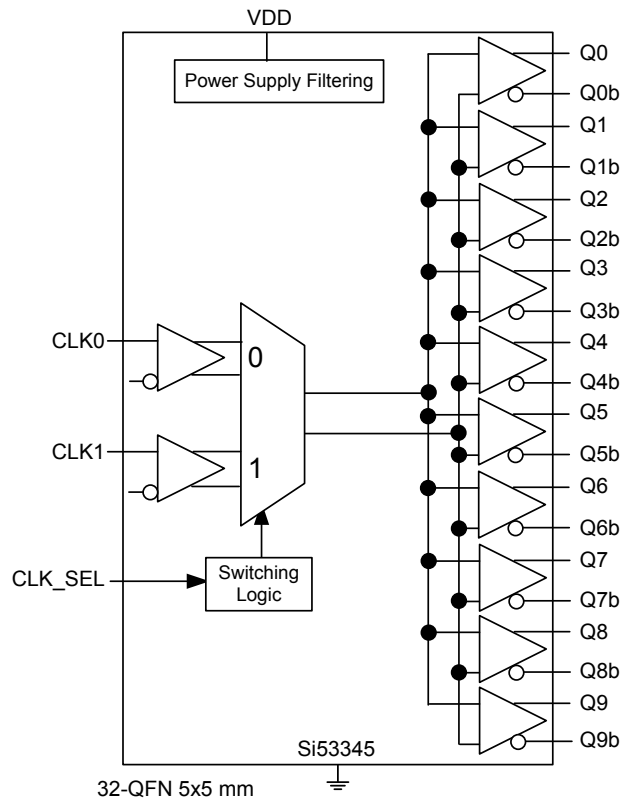 VDD
Power Supply Filtering
Q0
Q0b
Q1
Q1b
Q2
Q2b
Q3
Q3b
CLK0
0
Q4
Q4b
Q5
CLK1
1
Q5b
Q6
Q6b
CLK_SEL
Switching
Logic
Q7
Q7b
Q8
Q8b
Q9
Q9b
Si53345
32-QFN 5x5 mm